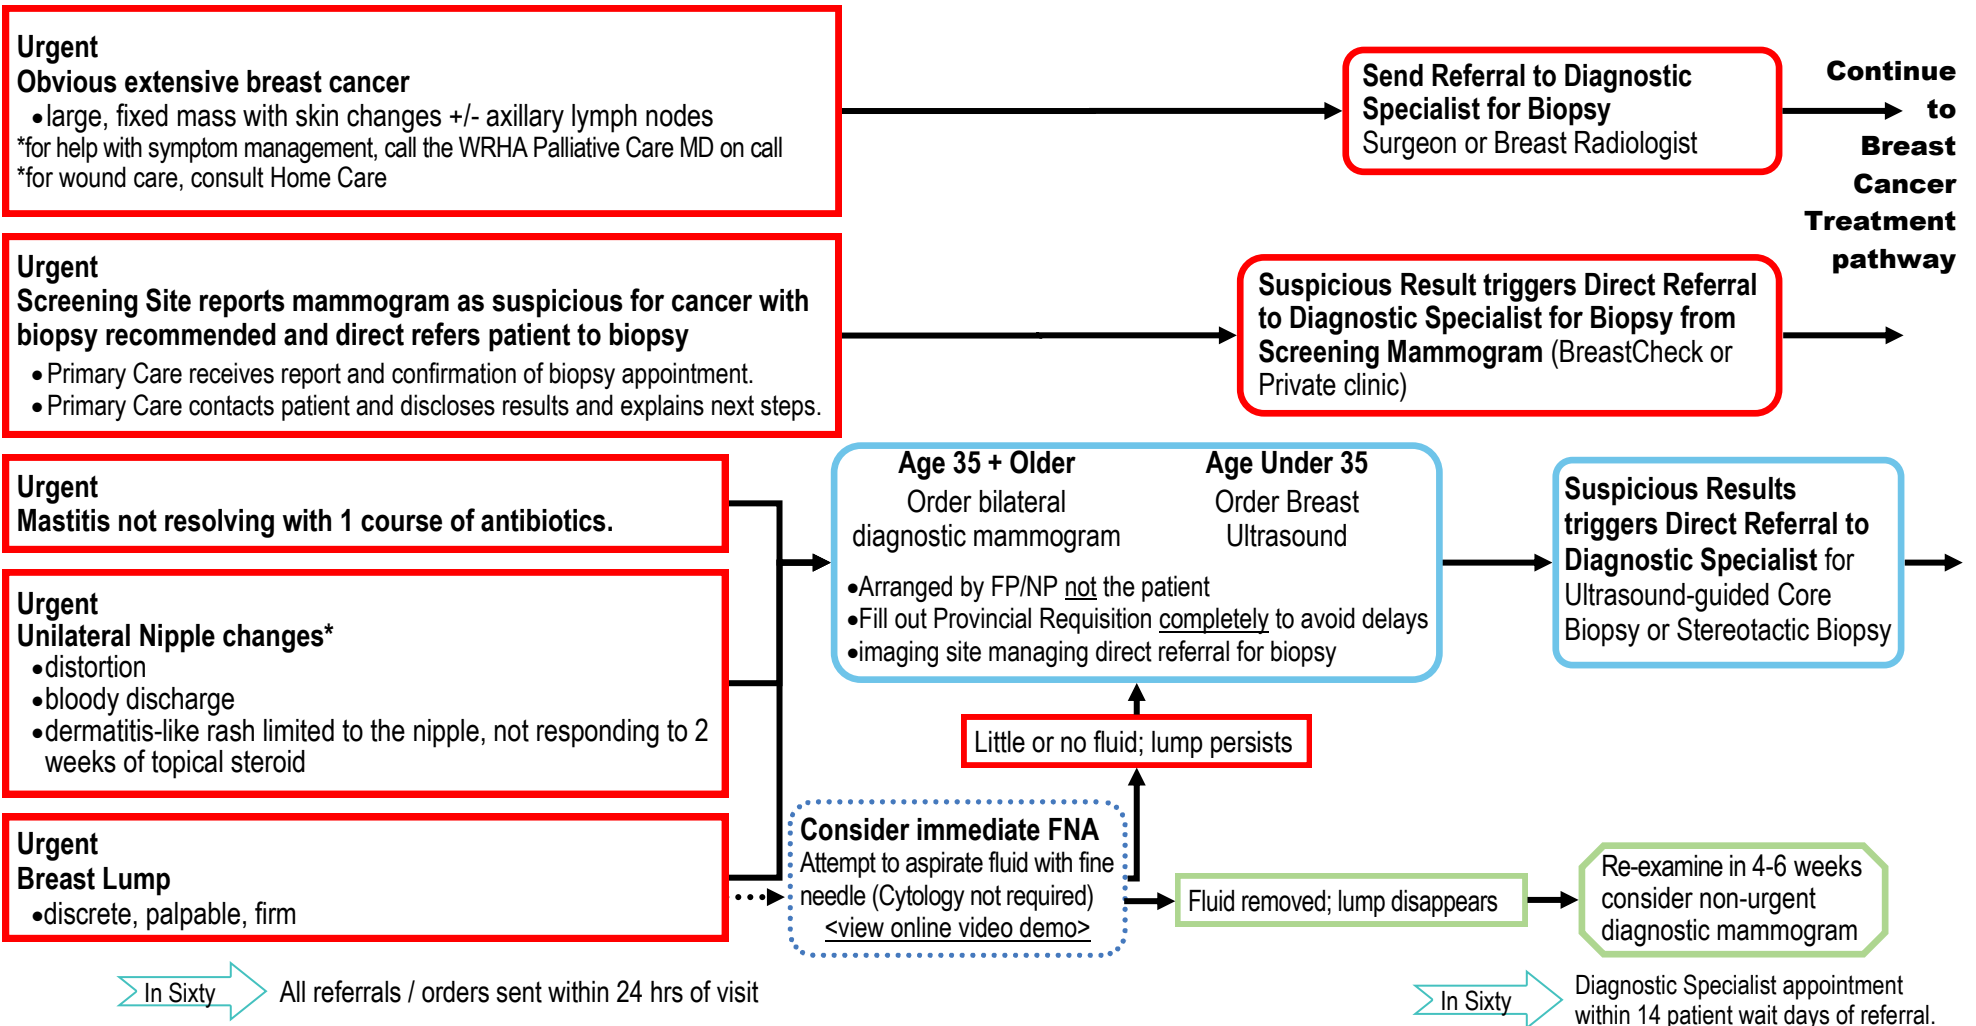 Urgent
Obvious extensive breast cancer
•large, fixed mass with skin changes +/- axillary lymph nodes
*for help with symptom management, call the WRHA Palliative Care MD on call
*for wound care, consult Home Care
Send Referral to Diagnostic
Specialist for Biopsy
Surgeon or Breast Radiologist
Continue
to
Breast
Cancer
Treatment
pathway
Urgent
Screening Site reports mammogram as suspicious for cancer with
biopsy recommended and direct refers patient to biopsy
•Primary Care receives report and confirmation of biopsy appointment.
•Primary Care contacts patient and discloses results and explains next steps.
Suspicious Result triggers Direct Referral
to Diagnostic Specialist for Biopsy from
Screening Mammogram (BreastCheck or
Private clinic)
Urgent
Mastitis not resolving with 1 course of antibiotics.
Urgent
Unilateral Nipple changes*
•distortion
•bloody discharge
•dermatitis-like rash limited to the nipple, not responding to 2
weeks of topical steroid
Urgent
Breast Lump
•discrete, palpable, firm
Age 35 + Older
Order bilateral
diagnostic mammogram
Age Under 35
Order Breast
Ultrasound
•Arranged by FP/NP not the patient
•Fill out Provincial Requisition completely to avoid delays
•imaging site managing direct referral for biopsy
Suspicious Results
triggers Direct Referral to
Diagnostic Specialist for
Ultrasound-guided Core
Biopsy or Stereotactic Biopsy
Little or no fluid; lump persists
Consider immediate FNA
Attempt to aspirate fluid with fine
needle (Cytology not required)
<view online video demo>
Fluid removed; lump disappears
Re-examine in 4-6 weeks
consider non-urgent
diagnostic mammogram
In Sixty
All referrals / orders sent within 24 hrs of visit
In Sixty
Diagnostic Specialist appointment
within 14 patient wait days of referral.